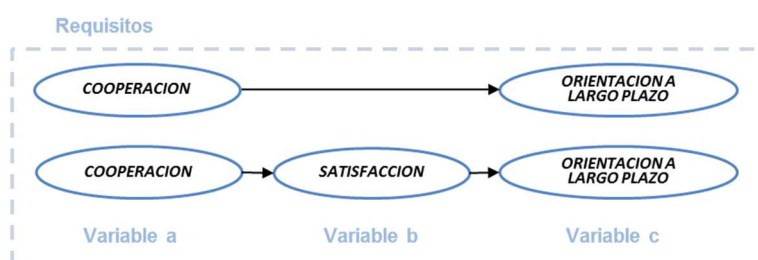 Requisitos
COOPERACION
ORIENTACION A
LARGO PLAZO
COOPERACION
SATISFACCION
ORIENTACION A
LARGO PLAZO
Variable a
Variable b
Variable c